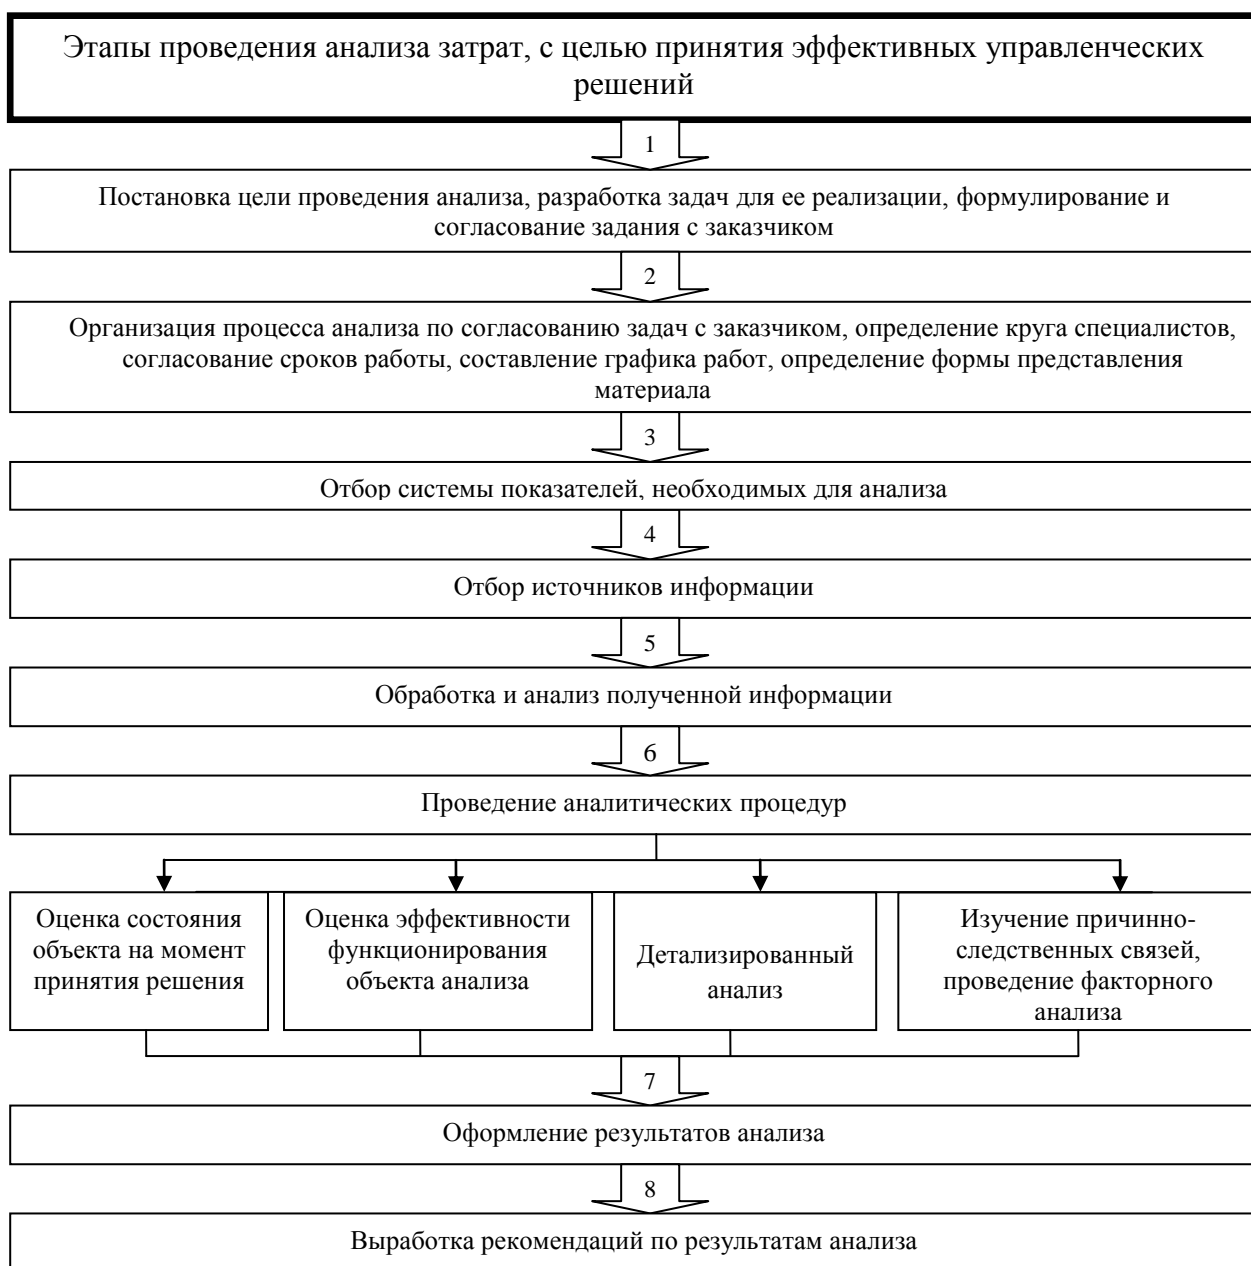 Этапы проведения анализа затрат, с целью принятия эффективных управленческих
решений
1
Постановка цели проведения анализа, разработка задач для ее реализации, формулирование и
согласование задания с заказчиком
2
Организация процесса анализа по согласованию задач с заказчиком, определение круга специалистов,
согласование сроков работы, составление графика работ, определение формы представления
материала
3
Отбор системы показателей, необходимых для анализа
4
Отбор источников информации
5
Обработка и анализ полученной информации
6
Проведение аналитических процедур
Оценка состояния
объекта на момент
принятия решения
Оценка эффективности
функционирования
объекта анализа
Детализированный
анализ
Изучение причинно-
следственных связей,
проведение факторного
анализа
7
Оформление результатов анализа
8
Выработка рекомендаций по результатам анализа